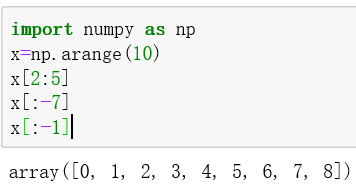 import numpy as np
x=np.arange(10)
x[2:5]
x[:-7]
x[:-1]
array([0, 1, 2, 3, 4, 5, 6, 7, 8])